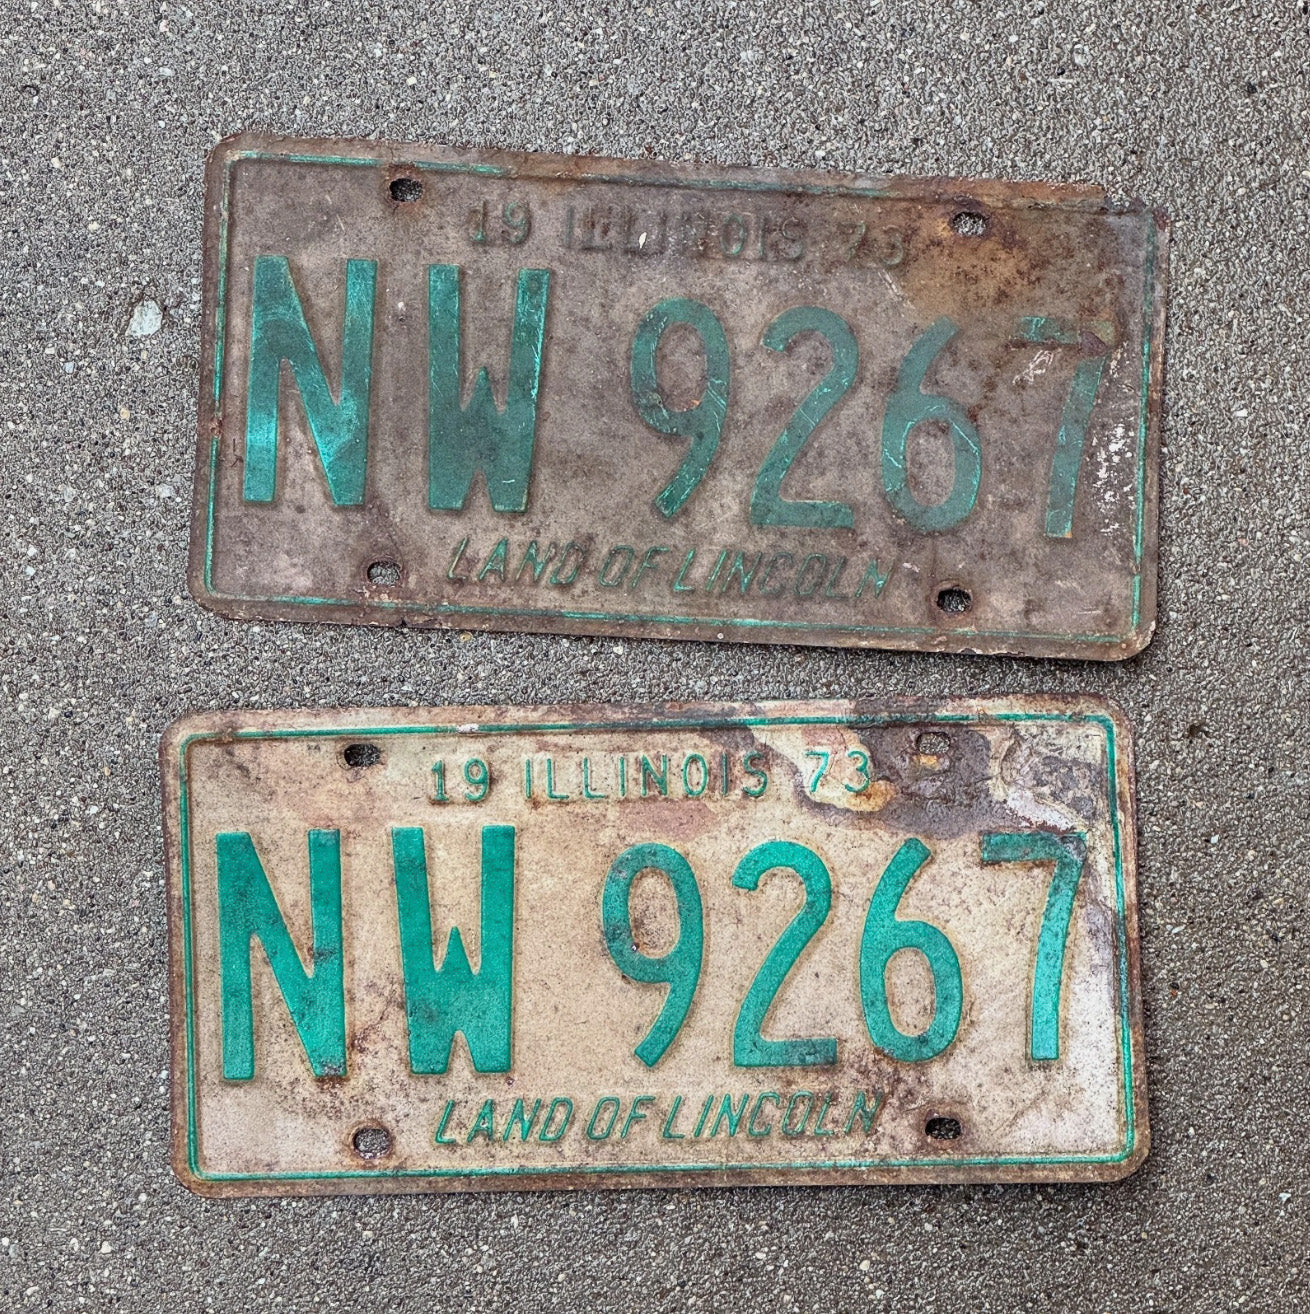 19 ILLINOIS 73
NW 9267
LAND OF LINCOLN
19 ILLINOIS 73
NW 9267
LAND OF LINCOLN